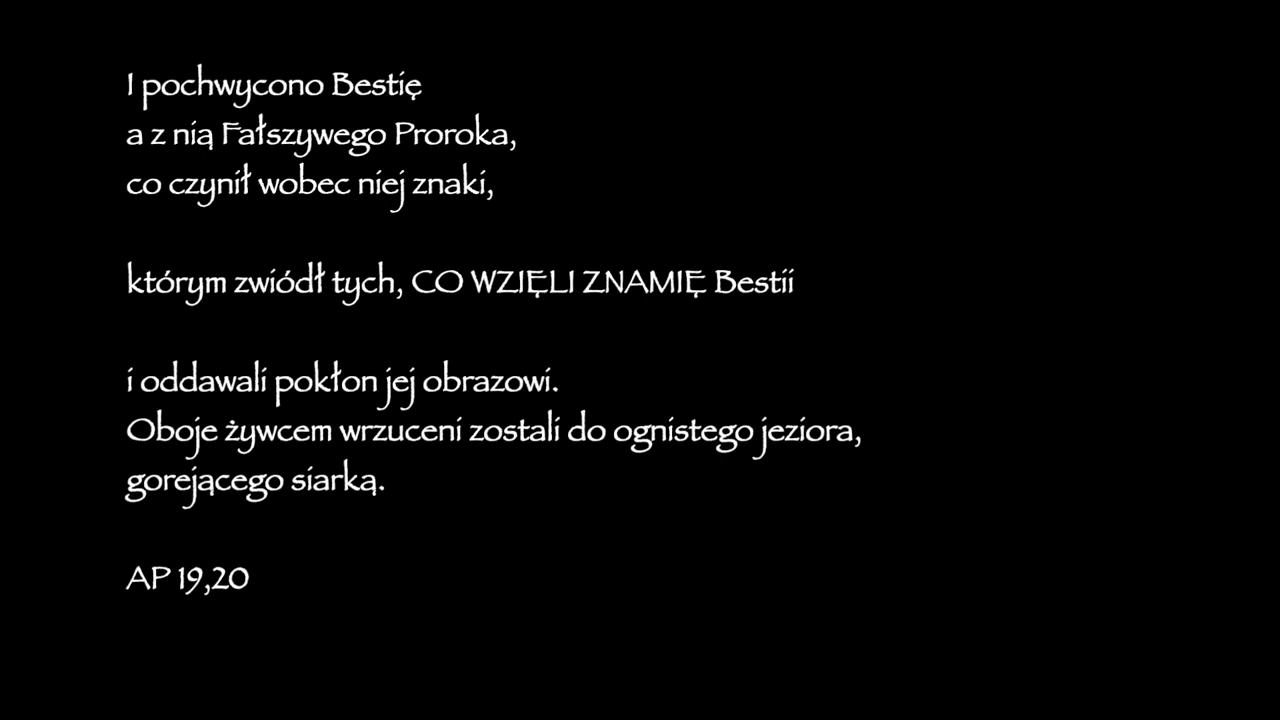 I pochwycono Bestię
a z nią Fałszywego Proroka,
co czynił wobec niej znaki,
którym zwiódł tych, CO WZIĘLI ZNAMIĘ Bestii
i oddawali pokłon jej obrazowi.
Oboje żywcem wrzuceni zostali do ognistego jeziora,
gorejącego siarką.
AP 19,20